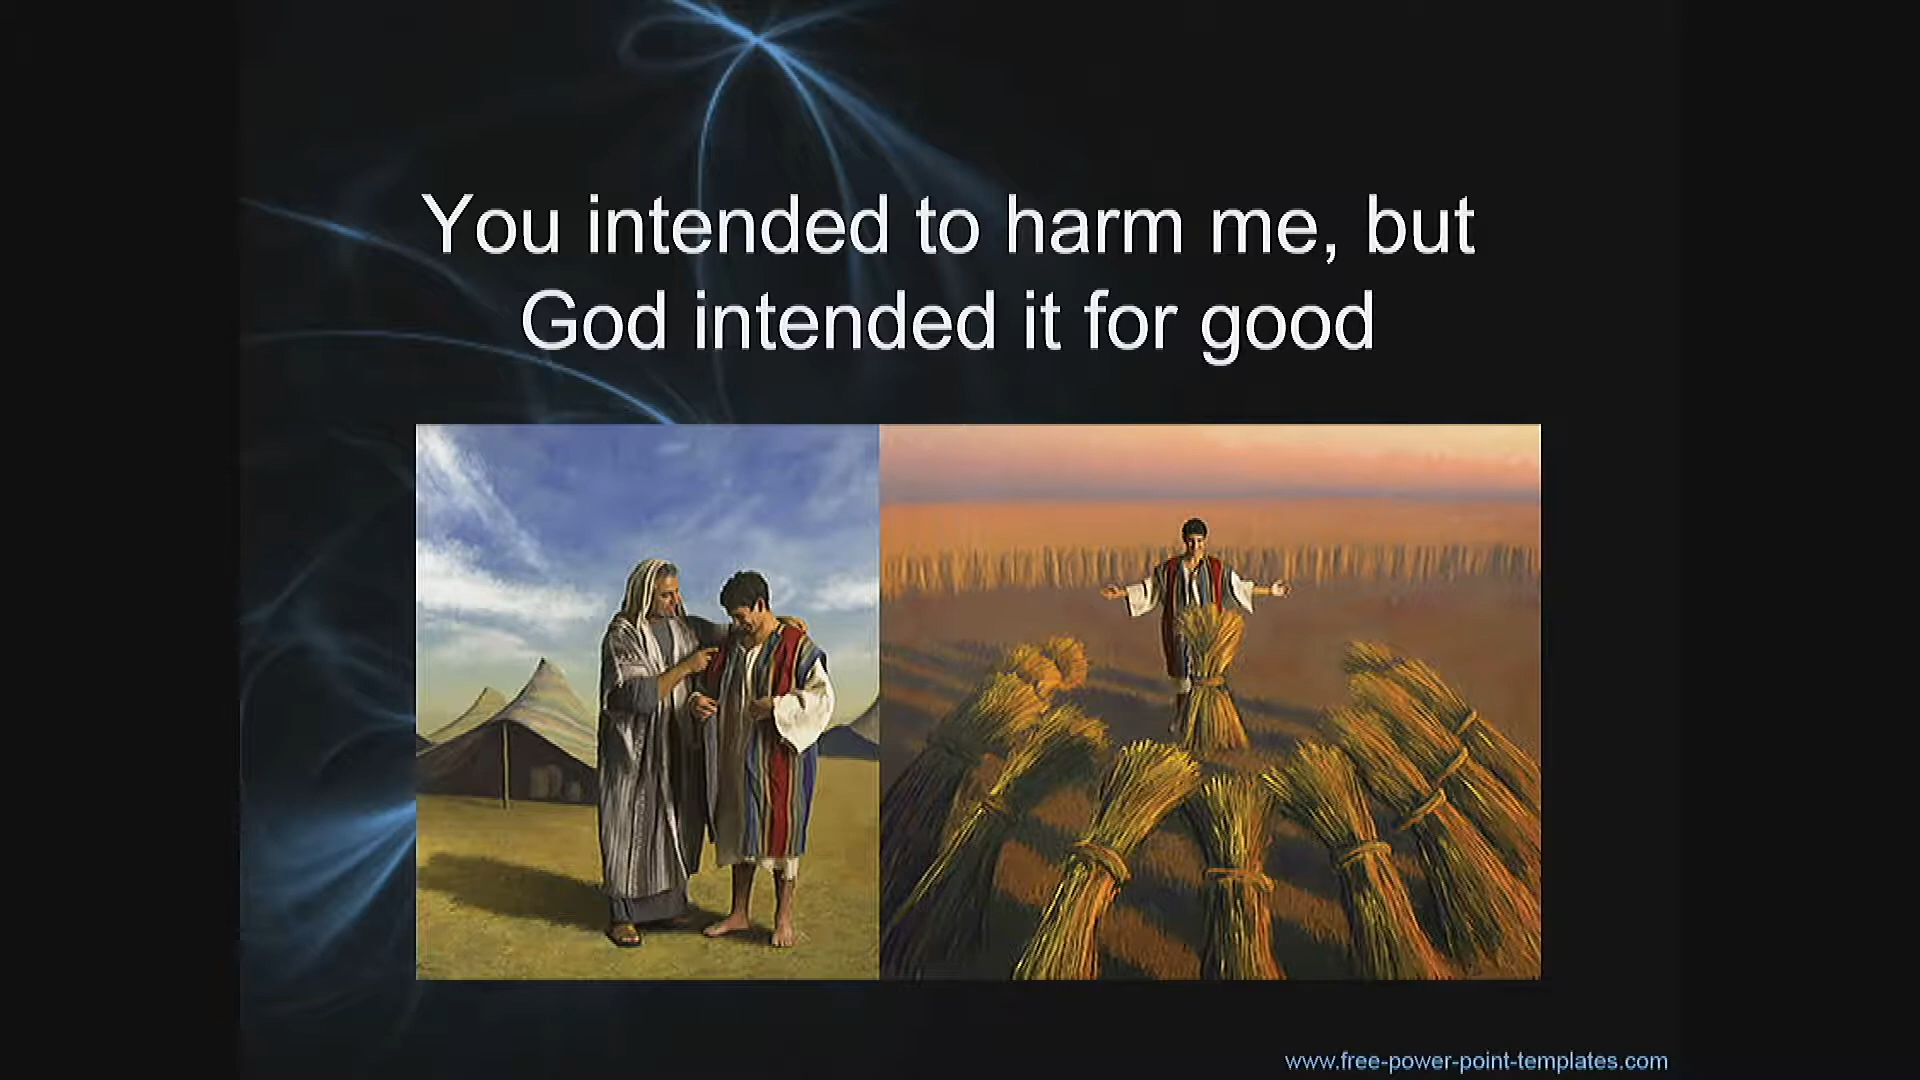 You intended to harm me, but
God intended it for good
www.free-power-point-templates.com